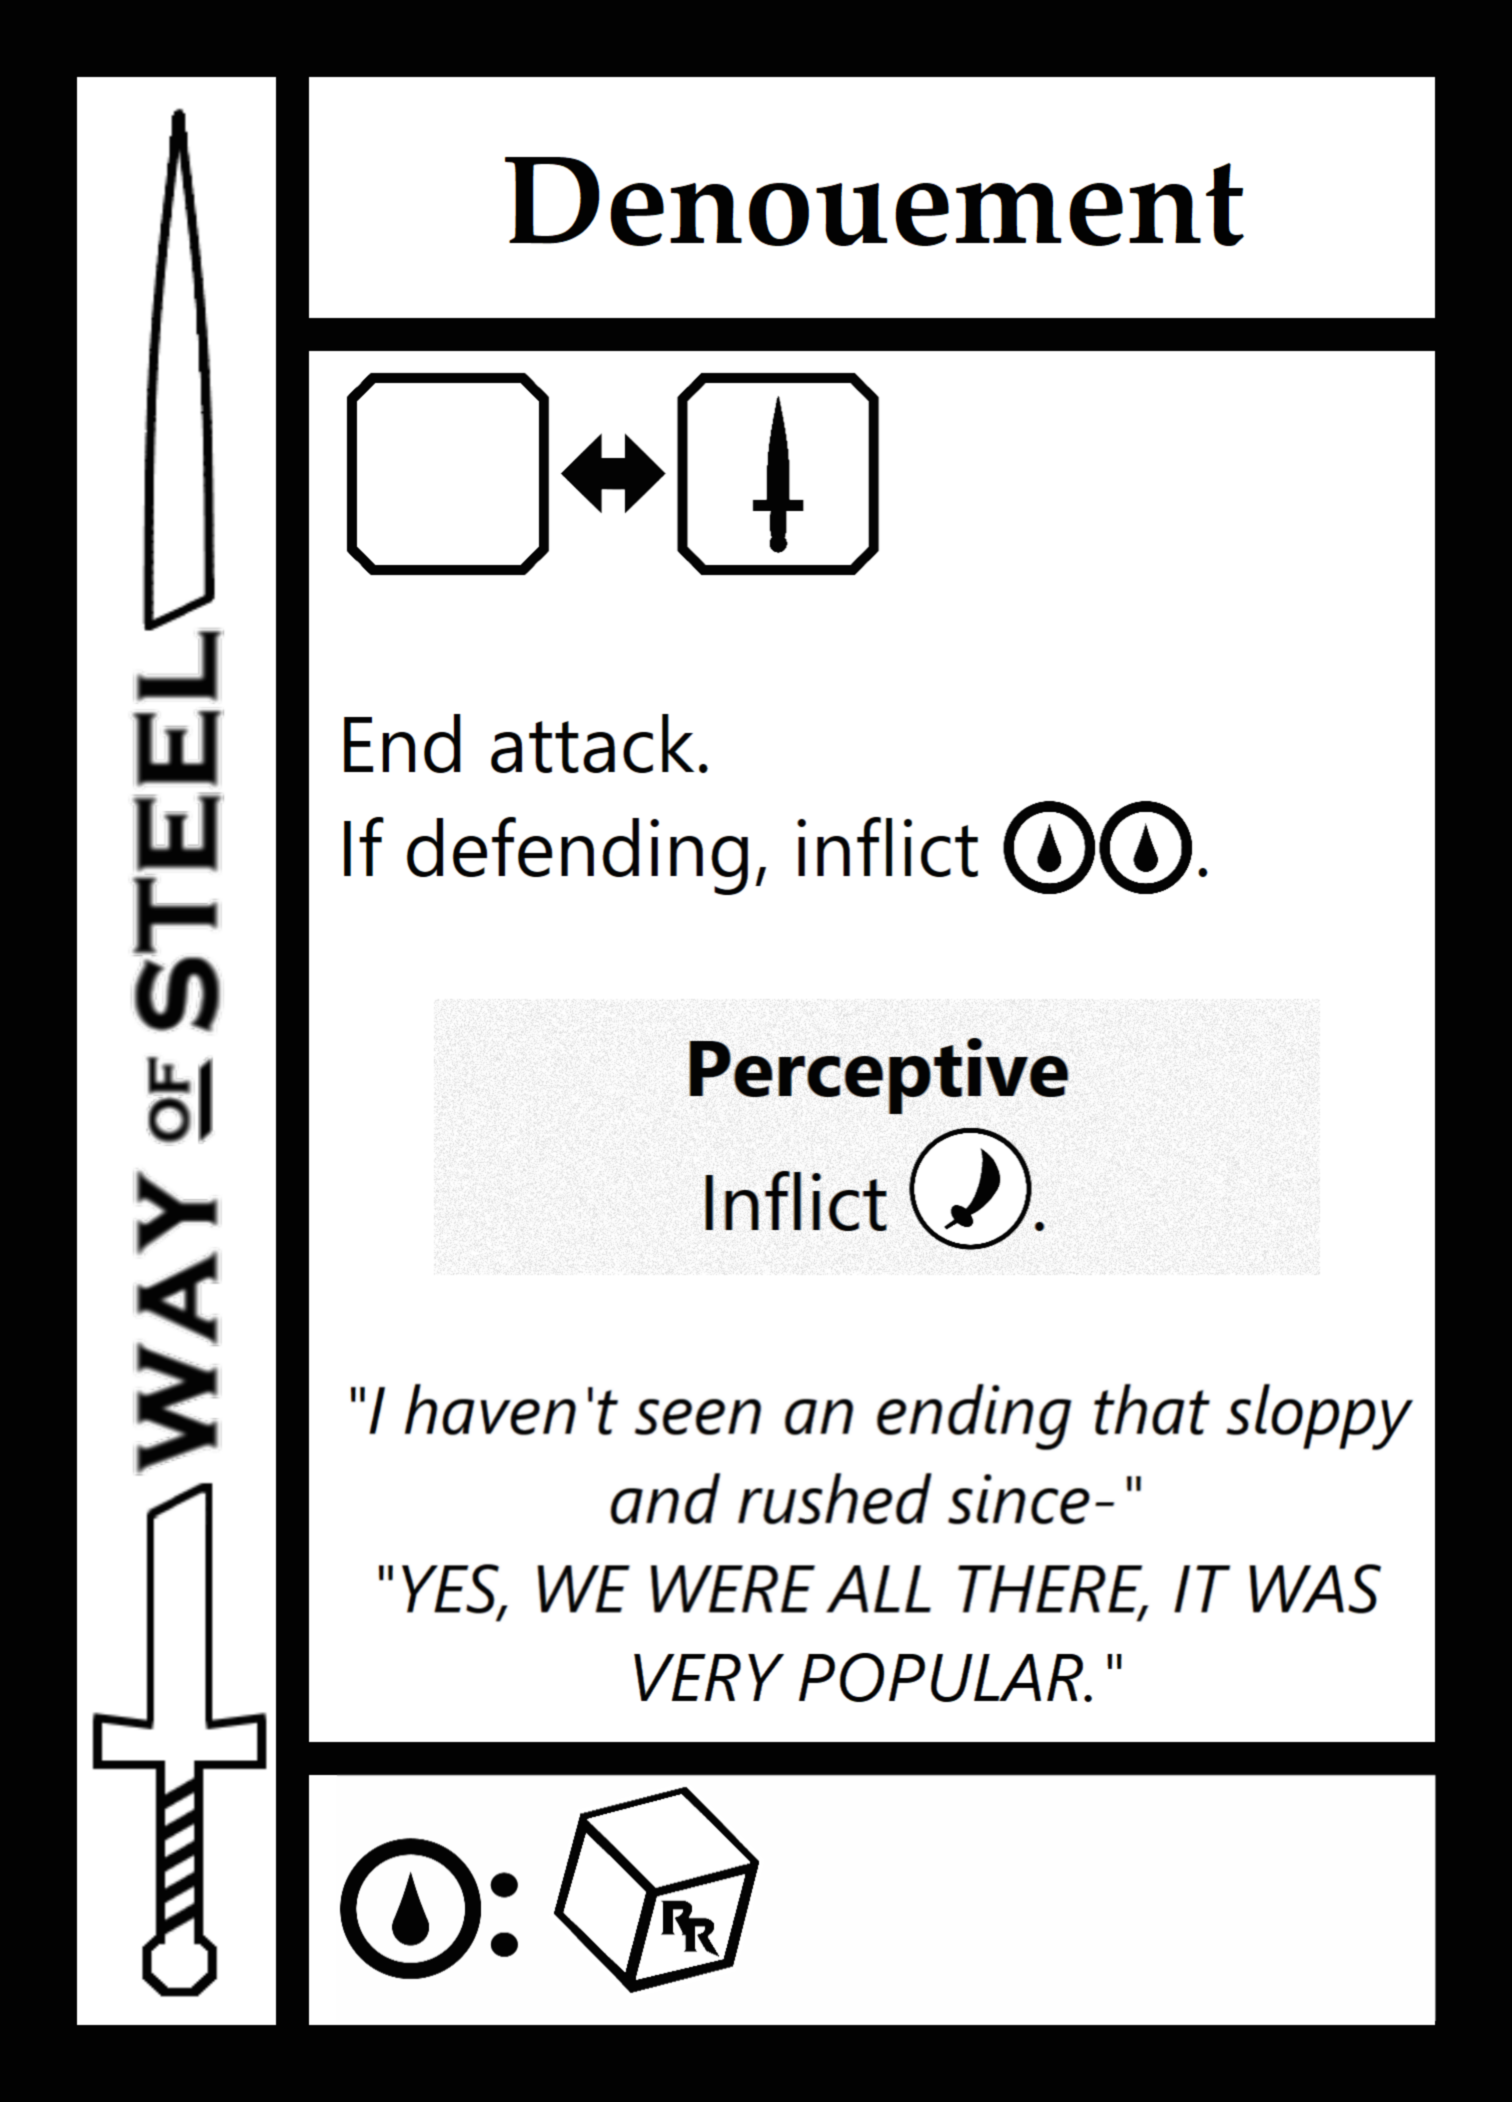 WAY OF STEEL
Denouement
End attack.
If defending, inflict .
Perceptive
Inflict .
"I haven't seen an ending that sloppy
and rushed since-"
"YES, WE WERE ALL THERE, IT WAS
VERY POPULAR."
:
RR